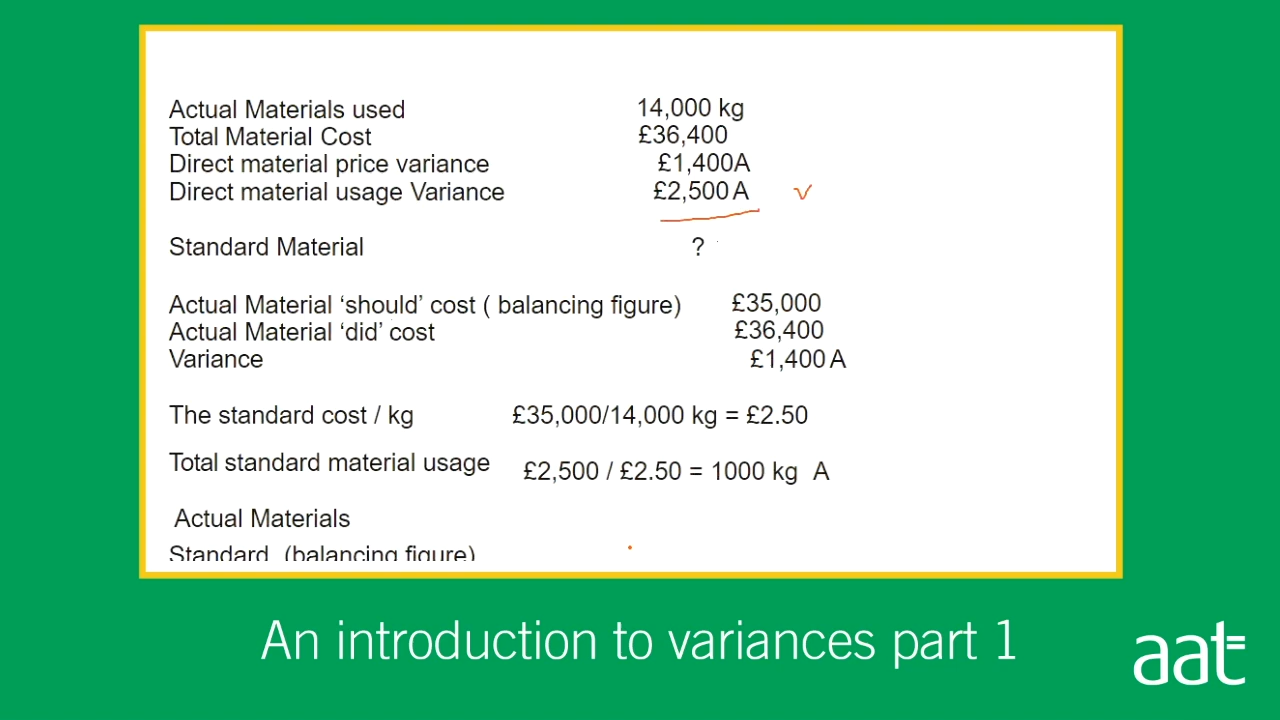 Actual Materials used 14,000 kg
Total Material Cost £36,400
Direct material price variance £1,400A
Direct material usage Variance £2,500 A
Standard Material ?
Actual Material ‘should’ cost ( balancing figure) £35,000
Actual Material ‘did’ cost £36,400
Variance £1,400 A
The standard cost / kg £35,000/14,000 kg = £2.50
Total standard material usage £2,500 / £2.50 = 1000 kg A
Actual Materials
Standard (balancing figure)
An introduction to variances part 1
aat